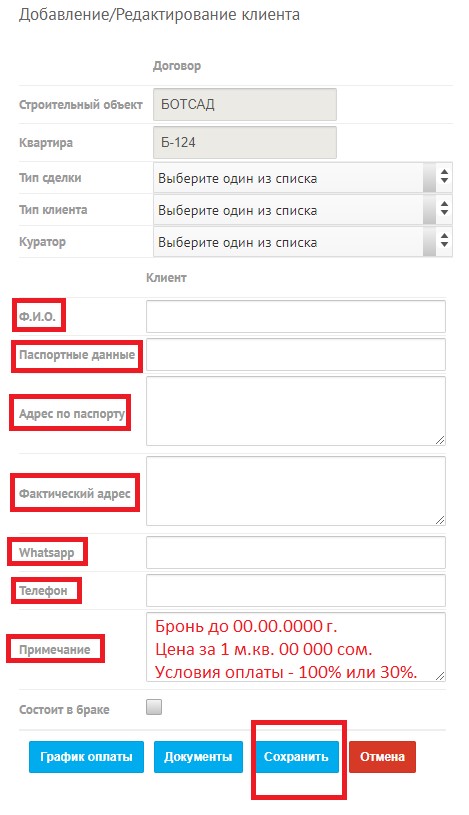 Добавление/Редактирование клиента
Договор
Строительный объект БОТСАД
Квартира Б-124
Тип сделки Выберите один из списка
Тип клиента Выберите один из списка
Куратор Выберите один из списка
Клиент
Ф.И.О.
Паспортные данные
Адрес по паспорту
Фактический адрес
Whatsapp
Телефон
Примечание
Бронь до 00.00.0000 г.
Цена за 1 м.кв. 00 000 сом.
Условия оплаты - 100% или 30%.
Состоит в браке
График оплаты Документы Сохранить Отмена